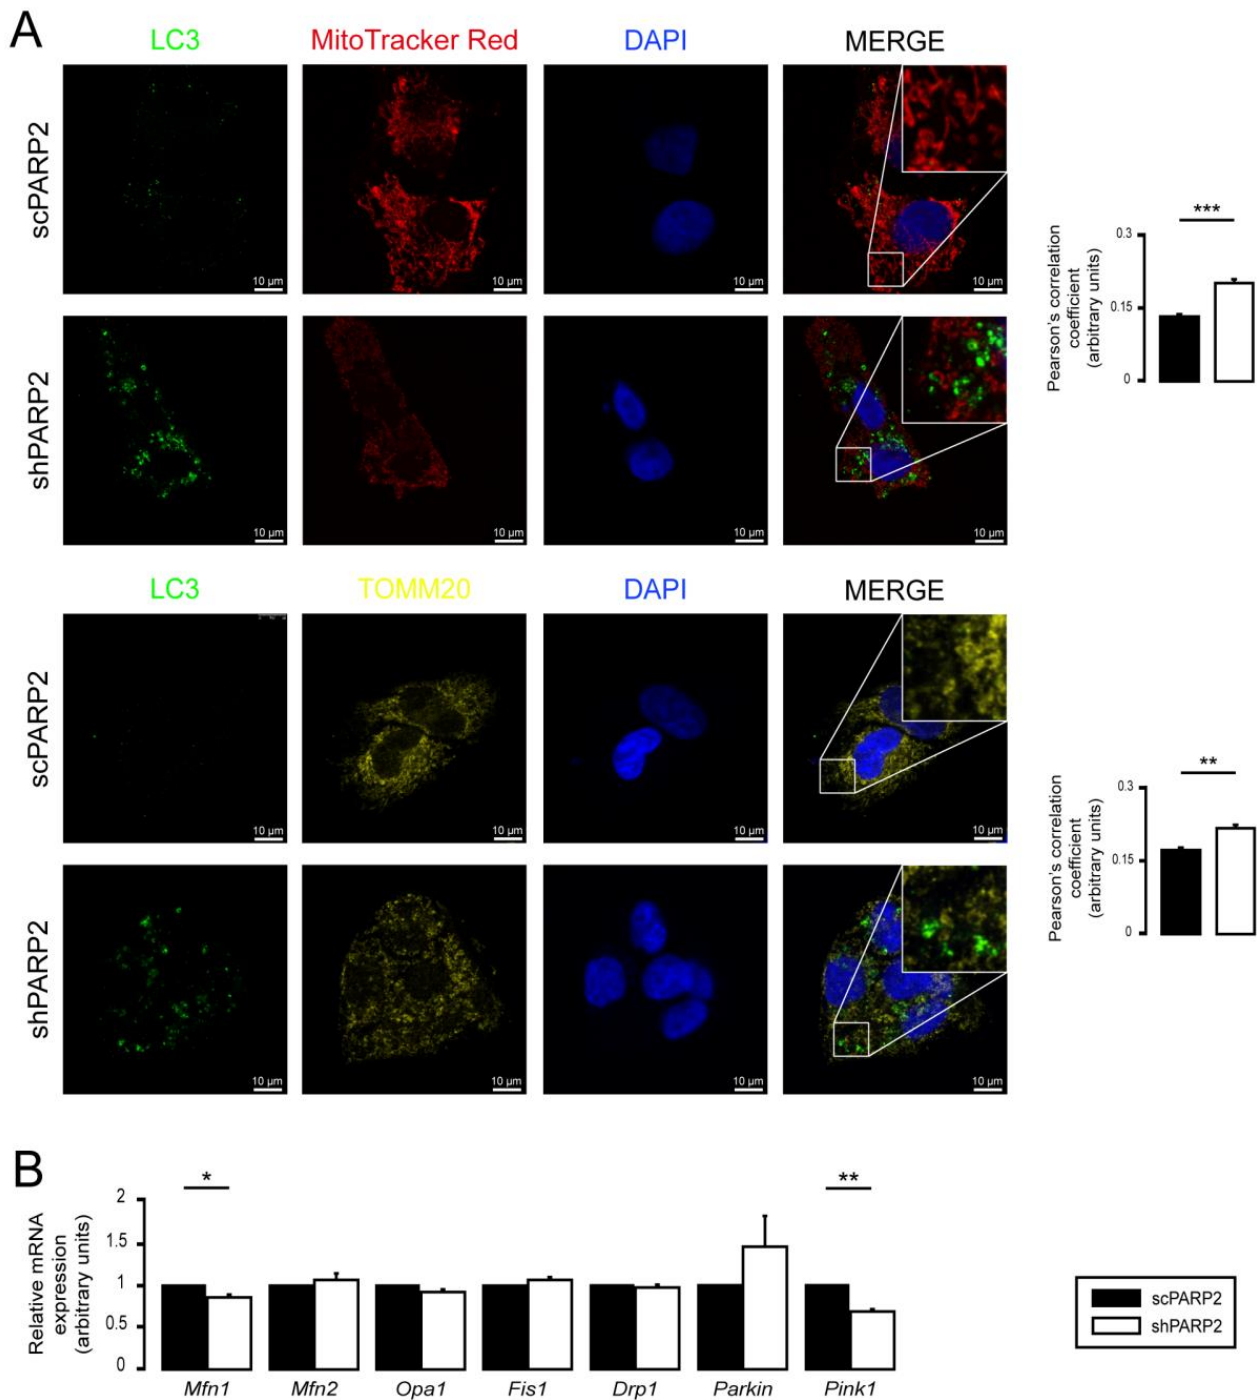 A
LC3 MitoTracker Red DAPI MERGE
scPARP2
10 µm 10 µm 10 µm 10 µm
***
Pearson's correlation
coefficient
(arbitrary units)
0.3
0.15
0
shPARP2
10 µm 10 µm 10 µm 10 µm
LC3 TOMM20 DAPI MERGE
scPARP2
10 µm 10 µm 10 µm 10 µm
**
Pearson's correlation
coefficient
(arbitrary units)
0.3
0.15
0
shPARP2
10 µm 10 µm 10 µm 10 µm
B
Relative mRNA
expression
(arbitrary units)
2
1.5
1
0.5
0
* **
Mfn1 Mfn2 Opa1 Fis1 Drp1 Parkin Pink1
scPARP2
shPARP2